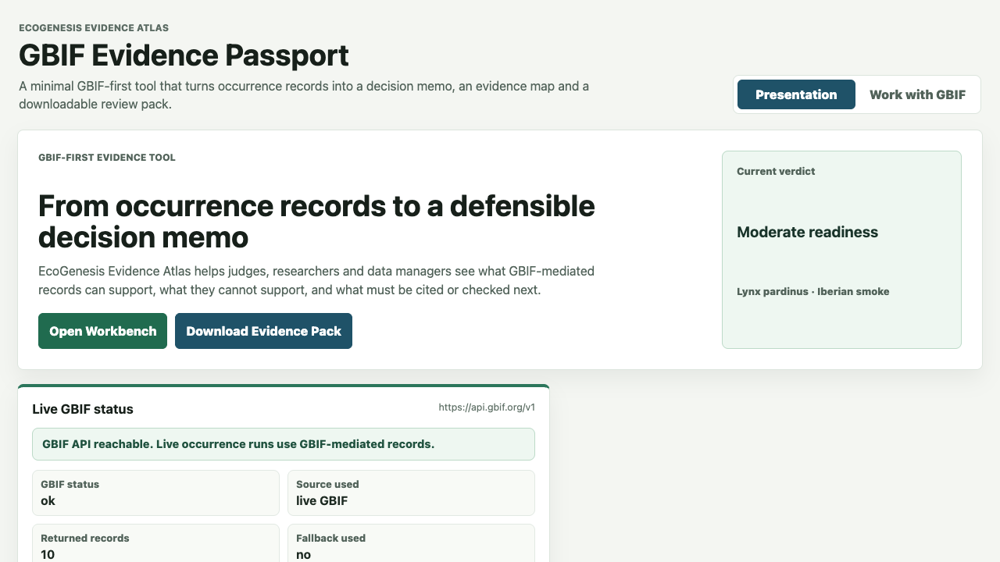 ECOGENESIS EVIDENCE ATLAS
GBIF Evidence Passport
A minimal GBIF-first tool that turns occurrence records into a decision memo, an evidence map and a
downloadable review pack.
Presentation
Work with GBIF
GBIF-FIRST EVIDENCE TOOL
From occurrence records to a defensible
decision memo
EcoGenesis Evidence Atlas helps judges, researchers and data managers see what GBIF-mediated
records can support, what they cannot support, and what must be cited or checked next.
Open Workbench
Download Evidence Pack
Current verdict
Moderate readiness
Lynx pardinus · Iberian smoke
Live GBIF status
https://api.gbif.org/v1
GBIF API reachable. Live occurrence runs use GBIF-mediated records.
GBIF status
ok
Source used
live GBIF
Returned records
10
Fallback used
no